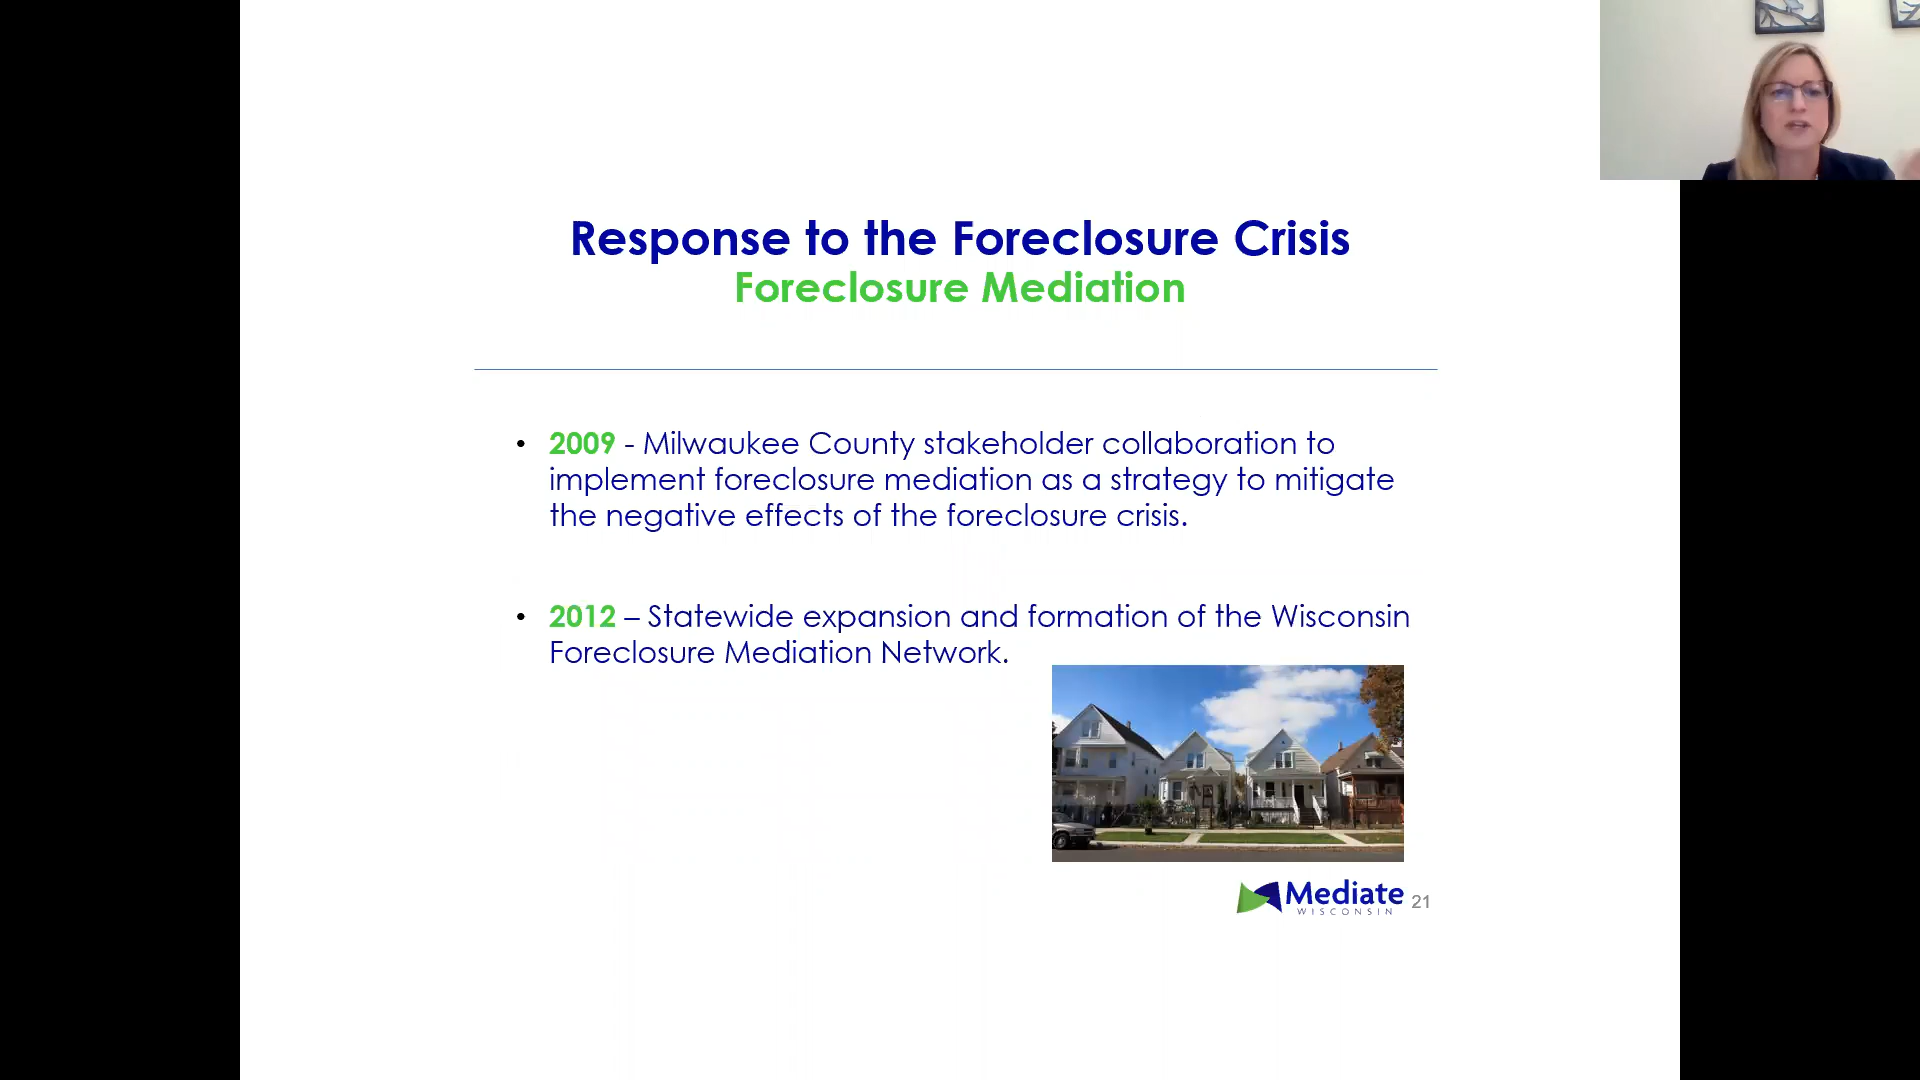 Response to the Foreclosure Crisis
Foreclosure Mediation
• 2009 - Milwaukee County stakeholder collaboration to
implement foreclosure mediation as a strategy to mitigate
the negative effects of the foreclosure crisis.
• 2012 – Statewide expansion and formation of the Wisconsin
Foreclosure Mediation Network.
Mediate
WISCONSIN
21